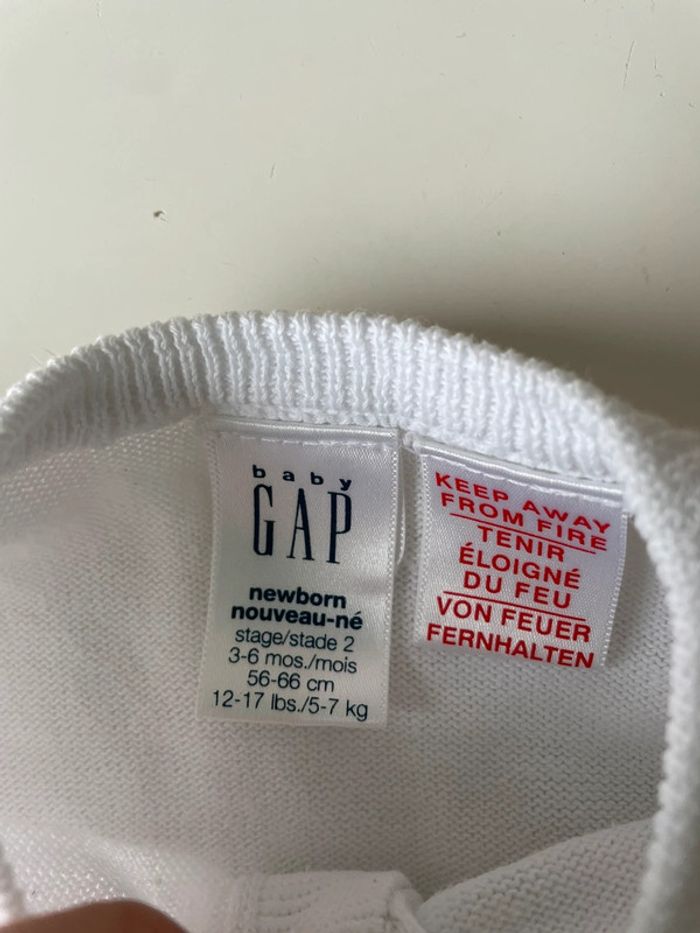 baby
GAP
newborn
nouveau-né
stage/stade 2
3-6 mos./mois
56-66 cm
12-17 lbs./5-7 kg
KEEP AWAY
FROM FIRE
TENIR
ÉLOIGNÉ
DU FEU
VON FEUER
FERNHALTEN